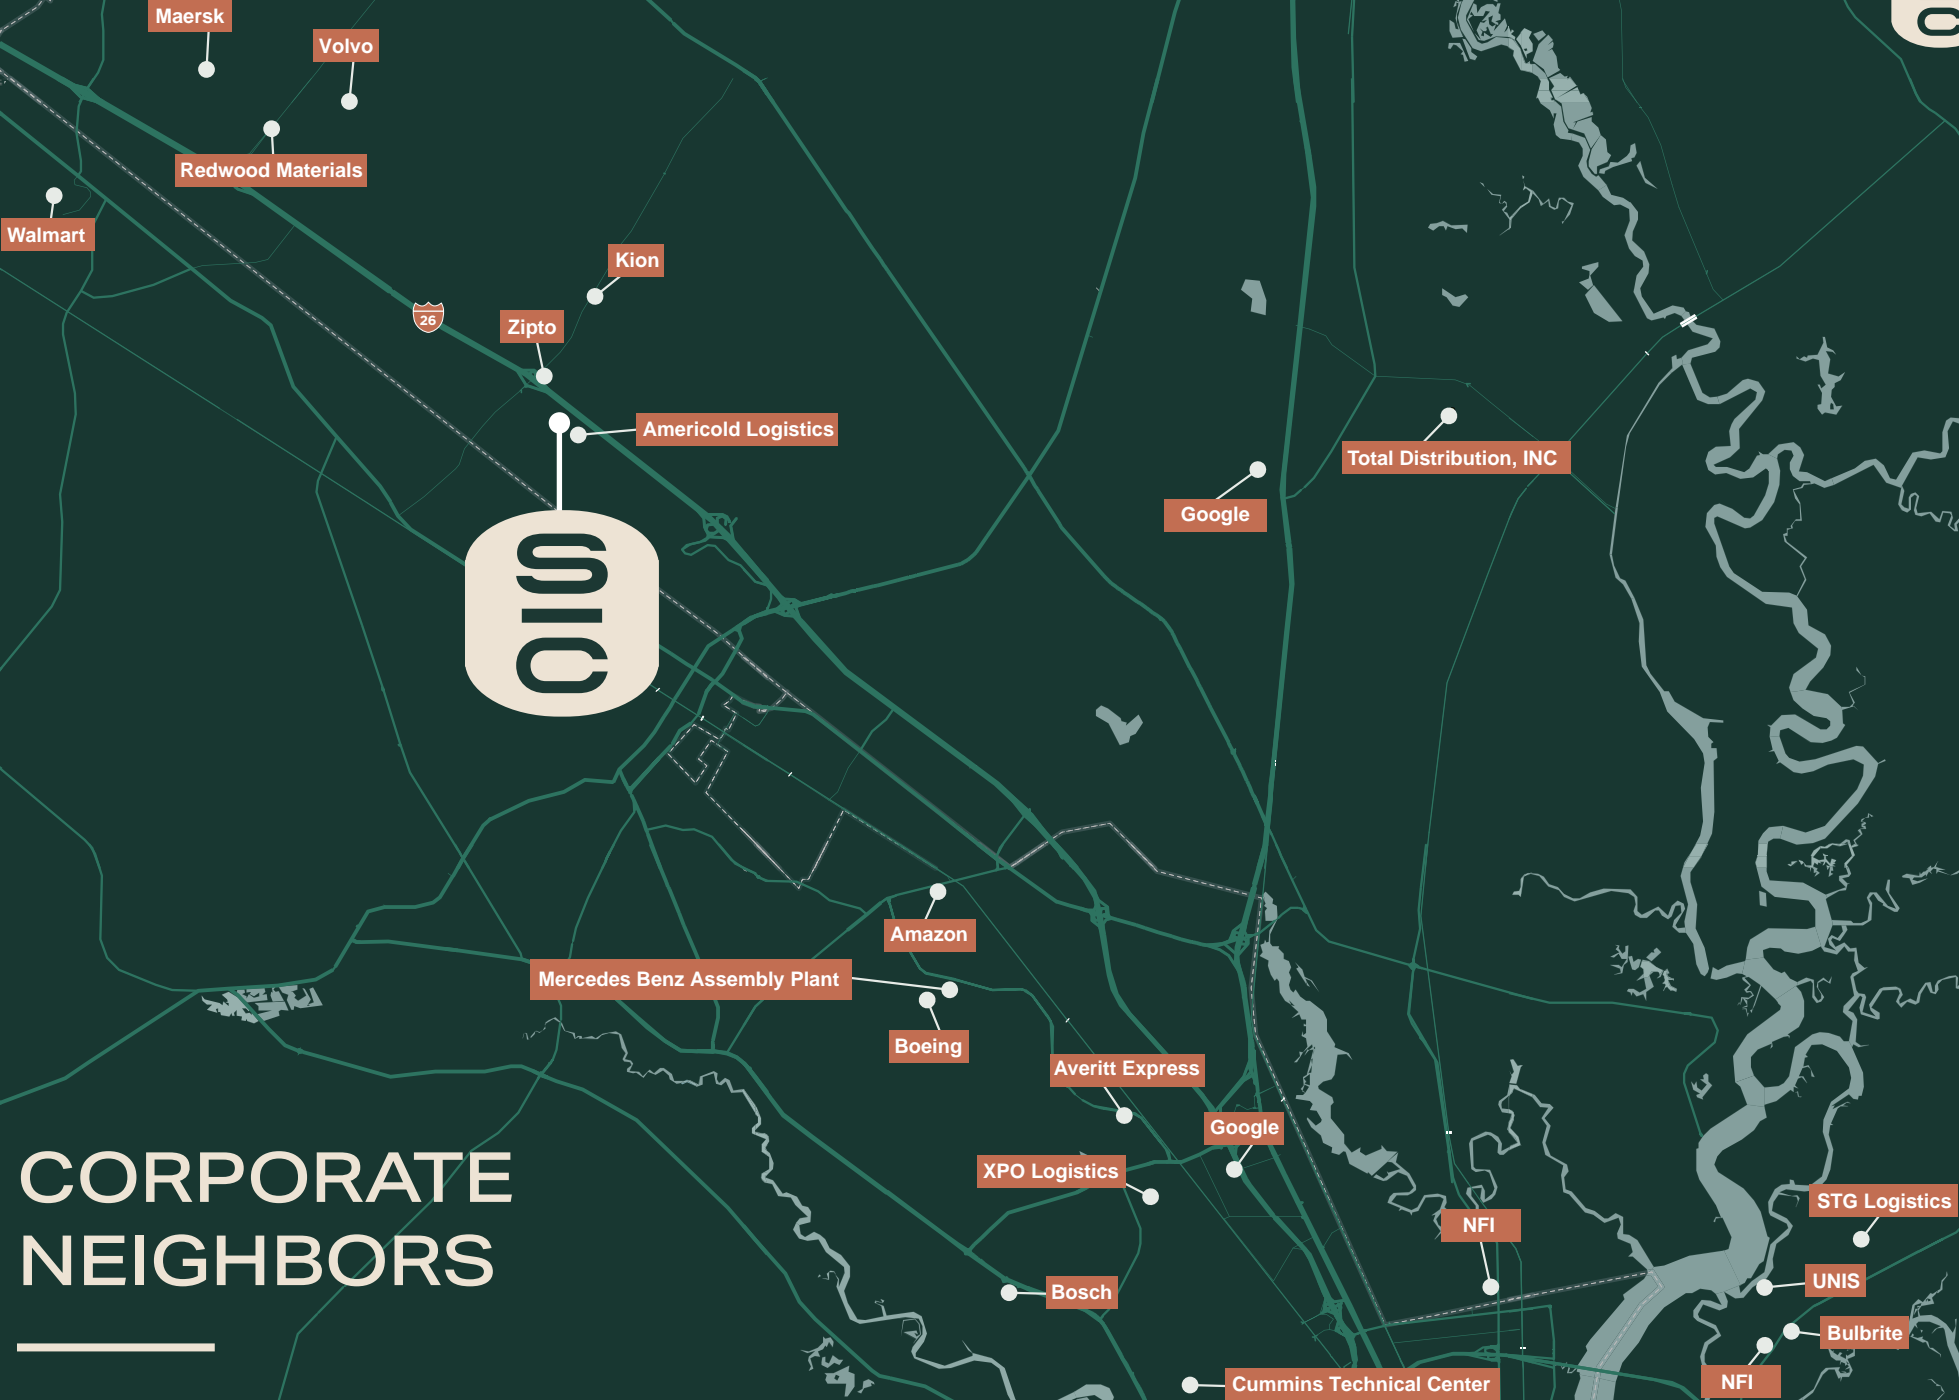 Maersk
Volvo
Redwood Materials
Walmart
Kion
26
Zipto
Americold Logistics
Total Distribution, INC
Google
S
I
C
Amazon
Mercedes Benz Assembly Plant
Boeing
Averitt Express
Google
XPO Logistics
CORPORATE
NEIGHBORS
STG Logistics
NFI
UNIS
Bosch
Bulbrite
NFI
Cummins Technical Center